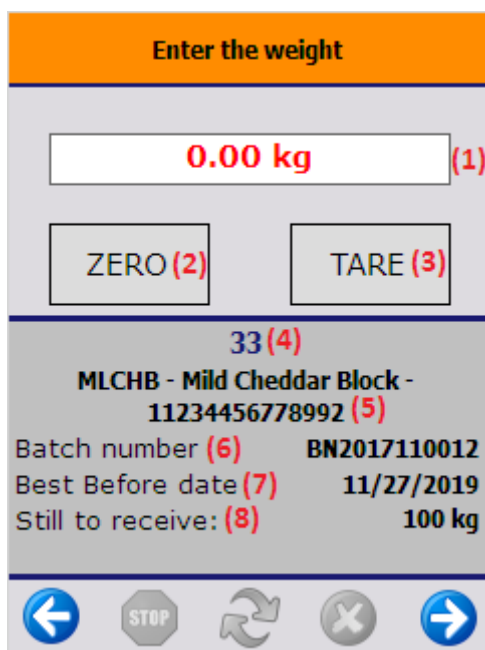 Enter the weight
0.00 kg (1)
ZERO (2) TARE (3)
33 (4)
MLCHB - Mild Cheddar Block -
11234456778992 (5)
Batch number (6) BN2017110012
Best Before date (7) 11/27/2019
Still to receive: (8) 100 kg
STOP